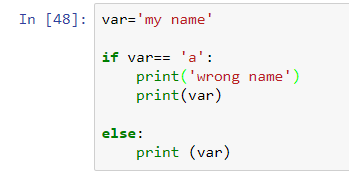 In [48]: var='my name'
if var== 'a':
    print('wrong name')
    print(var)
else:
    print (var)